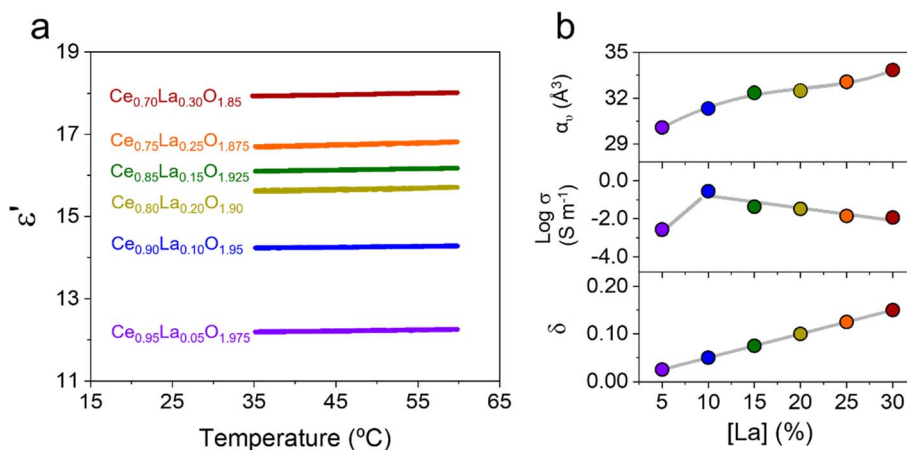 a
19
17
15
13
11
ε'
Ce0.70La0.30O1.85
Ce0.75La0.25O1.875
Ce0.85La0.15O1.925
Ce0.80La0.20O1.90
Ce0.90La0.10O1.95
Ce0.95La0.05O1.975
15 25 35 45 55 65
Temperature (ºC)
b
35
32
29
αυ (Å³)
0.0
-2.0
-4.0
Log σ
(S m⁻¹)
0.20
0.10
0.00
δ
5 10 15 20 25 30
[La] (%)